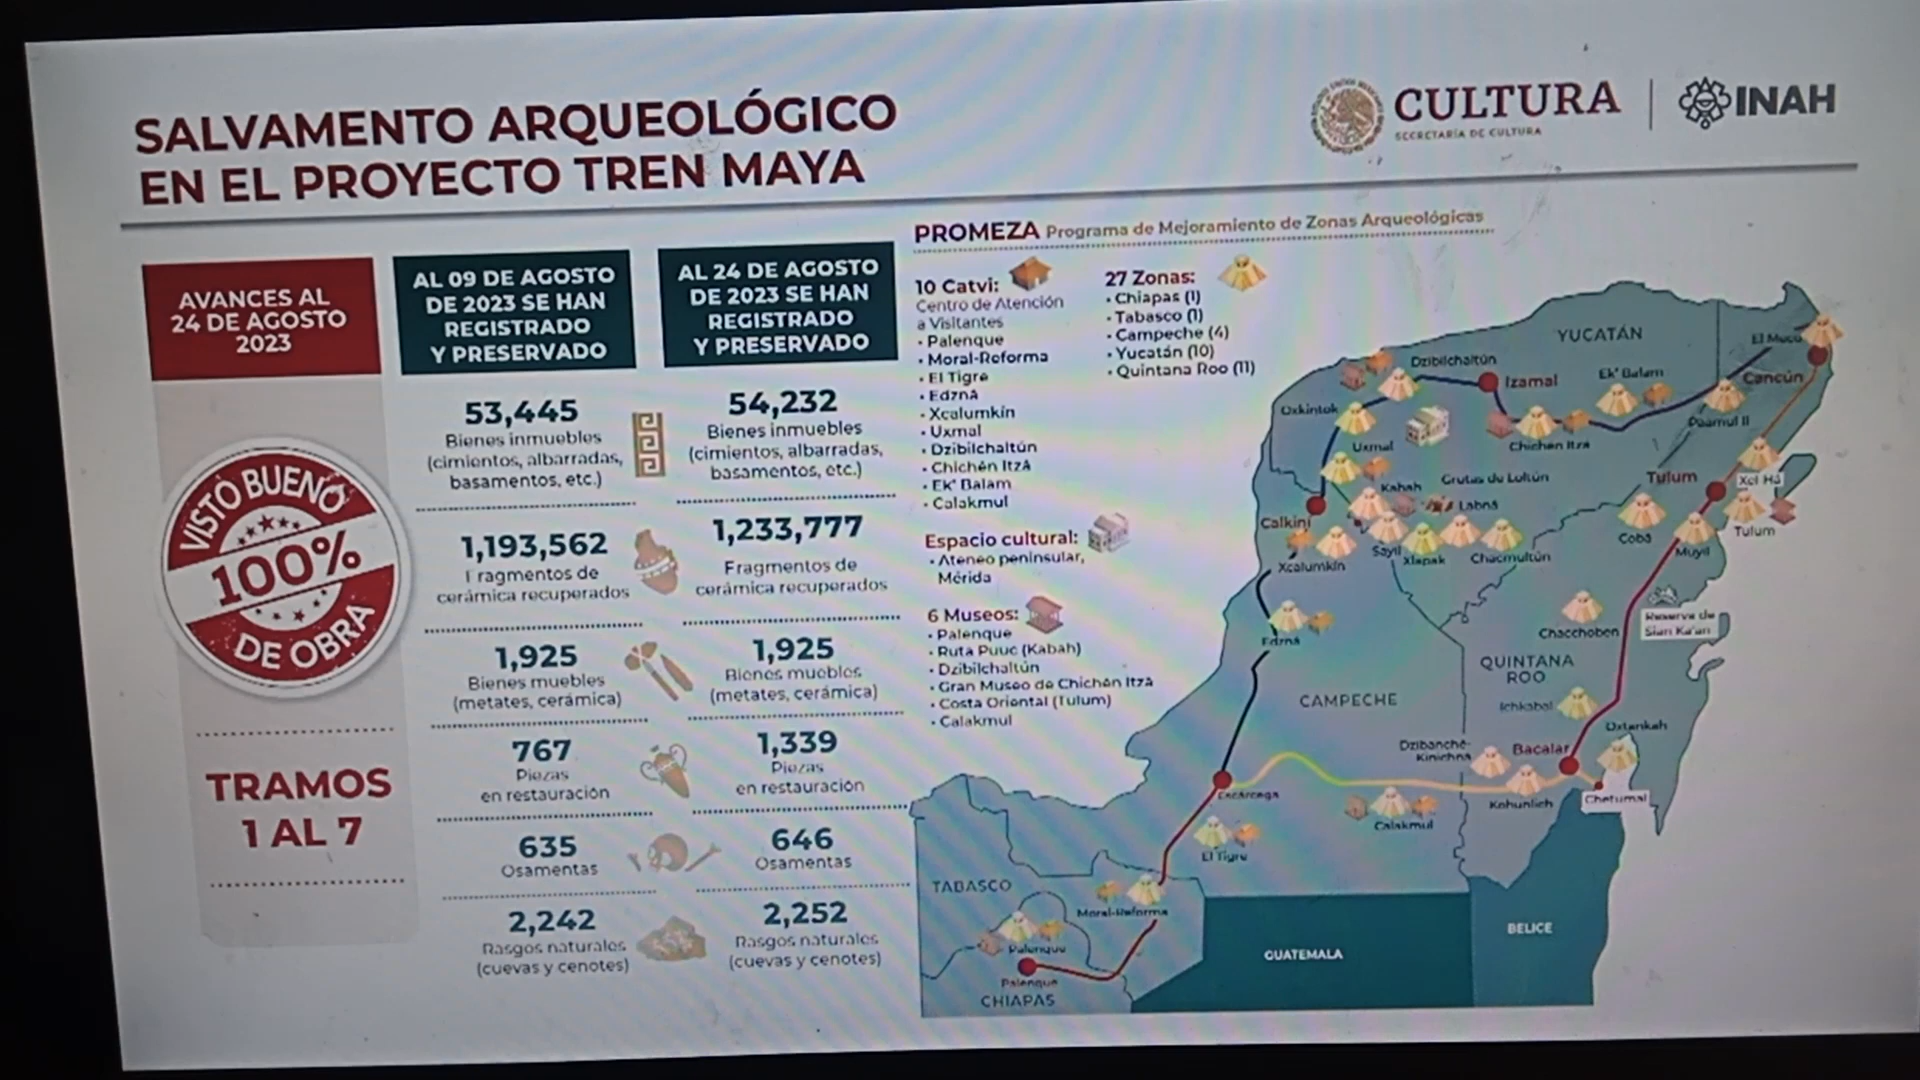 SALVAMENTO ARQUEOLÓGICO
EN EL PROYECTO TREN MAYA
CULTURA
SECRETARÍA DE CULTURA
INAH
AVANCES AL
24 DE AGOSTO
2023
VISTO BUENO
100%
DE OBRA
TRAMOS
1 AL 7
AL 09 DE AGOSTO
DE 2023 SE HAN
REGISTRADO
Y PRESERVADO
53,445
Bienes inmuebles
(cimientos, albarradas,
basamentos, etc.)
1,193,562
Fragmentos de
cerámica recuperados
1,925
Bienes muebles
(metates, cerámica)
767
Piezas
en restauración
635
Osamentas
2,242
Rasgos naturales
(cuevas y cenotes)
AL 24 DE AGOSTO
DE 2023 SE HAN
REGISTRADO
Y PRESERVADO
54,232
Bienes inmuebles
(cimientos, albarradas,
basamentos, etc.)
1,233,777
Fragmentos de
cerámica recuperados
1,925
Bienes muebles
(metates, cerámica)
1,339
Piezas
en restauración
646
Osamentas
2,252
Rasgos naturales
(cuevas y cenotes)
PROMEZA Programa de Mejoramiento de Zonas Arqueológicas
10 Catvi:
Centro de Atención
a Visitantes
• Palenque
• Moral-Reforma
• El Tigre
• Edzná
• Xcalumkín
• Uxmal
• Dzibilchaltún
• Chichén Itzá
• Ek' Balam
• Calakmul
Espacio cultural:
• Ateneo peninsular,
Mérida
6 Museos:
• Palenque
• Ruta Puuc (Kabah)
• Dzibilchaltún
• Gran Museo de Chichén Itzá
• Costa Oriental (Tulum)
• Calakmul
27 Zonas:
• Chiapas (1)
• Tabasco (1)
• Campeche (4)
• Yucatán (10)
• Quintana Roo (11)
YUCATÁN
El Meco
Dzibilchaltún
Izamal
Ek' Balam
Cancún
Oxkintok
Paamul II
Uxmal
Chichén Itzá
Kabah
Grutas de Loltún
Tulum
Xel Há
Labná
Calkiní
Cobá
Muyil
Tulum
Sayil
Xlapak
Chacmultún
Xcalumkín
Reserva de
Sian Ka'an
Chacchoben
Edzná
QUINTANA
ROO
CAMPECHE
Ichkabal
Oxtankah
Dzibanché-
Kinichná
Bacalar
Escárcega
Kohunlich
Chetumal
Calakmul
El Tigre
TABASCO
Moral-Reforma
Palenque
Palenque
CHIAPAS
GUATEMALA
BELICE